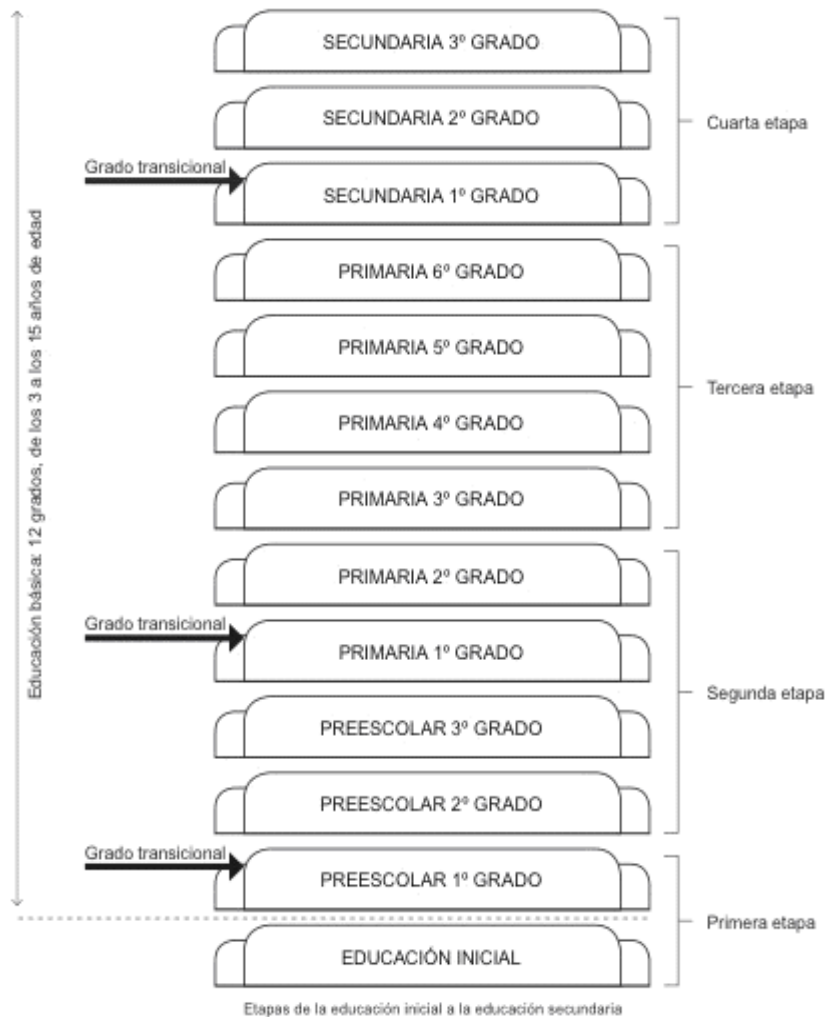 SECUNDARIA 3º GRADO
SECUNDARIA 2º GRADO
Cuarta etapa
Grado transicional
SECUNDARIA 1º GRADO
PRIMARIA 6º GRADO
PRIMARIA 5º GRADO
Tercera etapa
PRIMARIA 4º GRADO
PRIMARIA 3º GRADO
PRIMARIA 2º GRADO
Grado transicional
PRIMARIA 1º GRADO
Segunda etapa
PREESCOLAR 3º GRADO
PREESCOLAR 2º GRADO
Grado transicional
PREESCOLAR 1º GRADO
Primera etapa
EDUCACIÓN INICIAL
Educación básica: 12 grados, de los 3 a los 15 años de edad
Etapas de la educación inicial a la educación secundaria